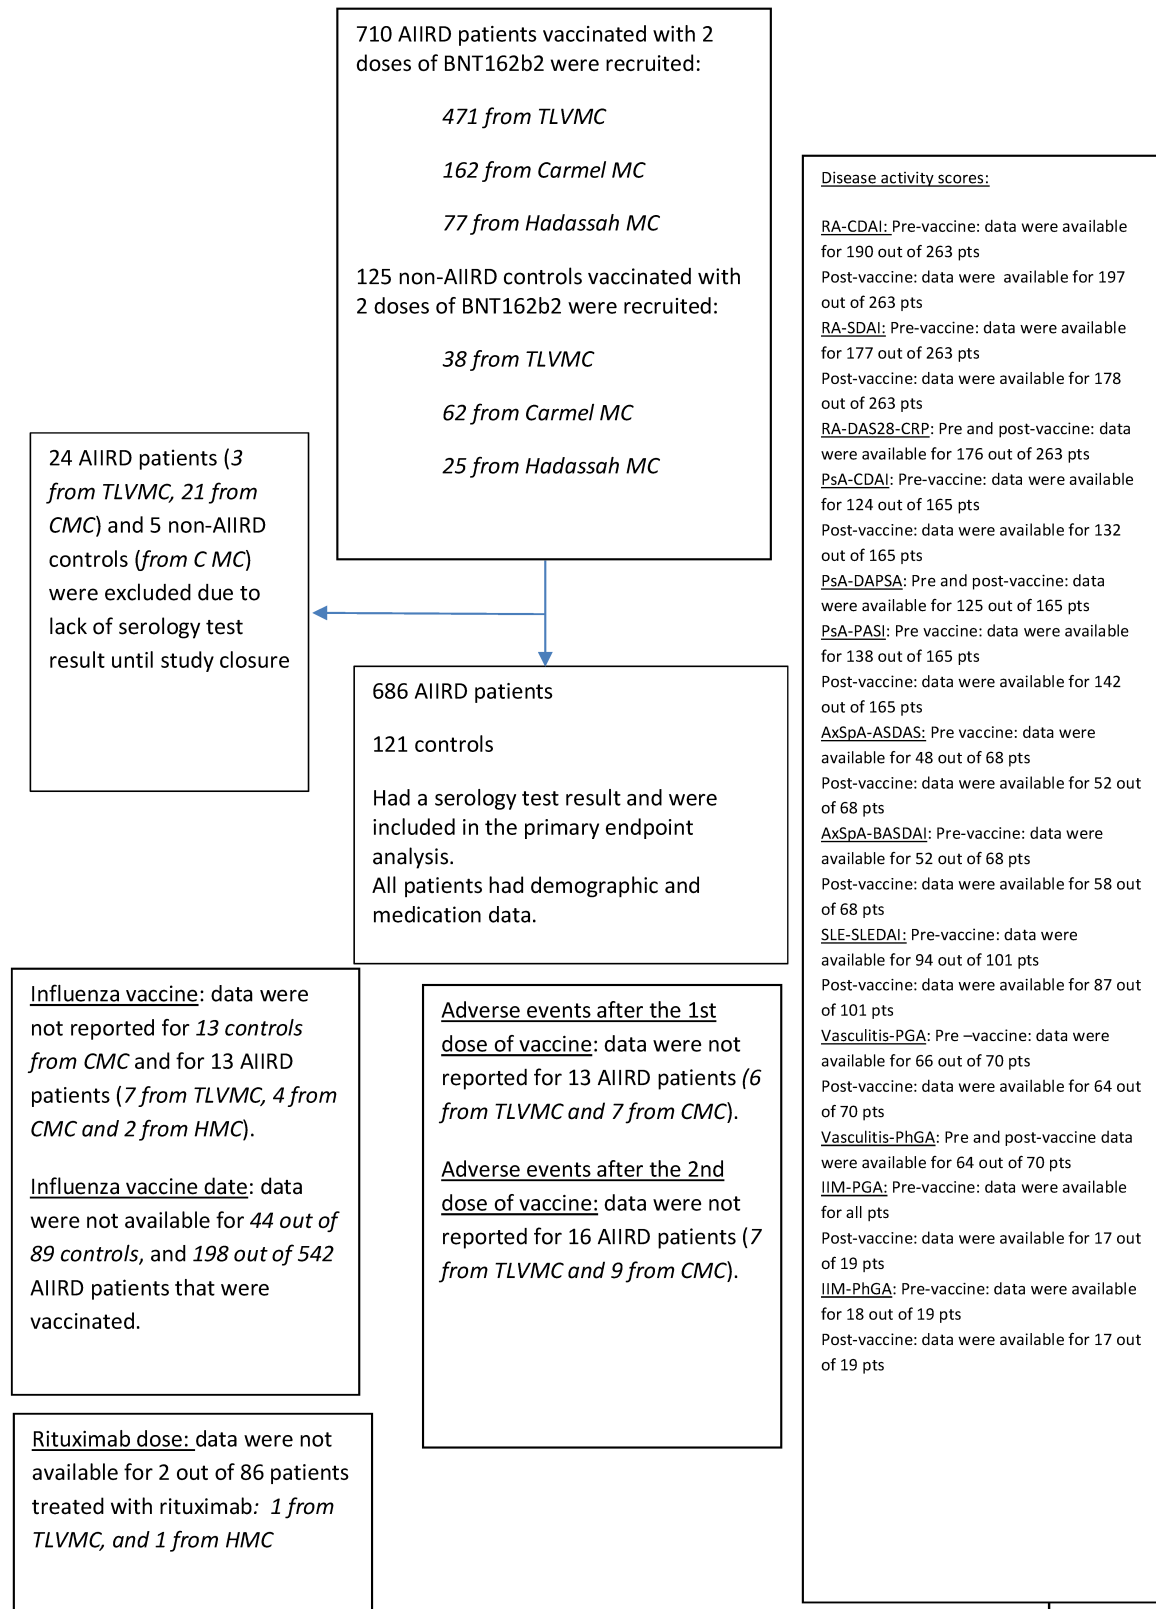 710 AIIRD patients vaccinated with 2
doses of BNT162b2 were recruited:
471 from TLVMC
162 from Carmel MC
77 from Hadassah MC
125 non-AIIRD controls vaccinated with
2 doses of BNT162b2 were recruited:
38 from TLVMC
62 from Carmel MC
25 from Hadassah MC
24 AIIRD patients (3
from TLVMC, 21 from
CMC) and 5 non-AIIRD
controls (from C MC)
were excluded due to
lack of serology test
result until study closure
686 AIIRD patients
121 controls
Had a serology test result and were
included in the primary endpoint
analysis.
All patients had demographic and
medication data.
Influenza vaccine: data were
not reported for 13 controls
from CMC and for 13 AIIRD
patients (7 from TLVMC, 4 from
CMC and 2 from HMC).
Influenza vaccine date: data
were not available for 44 out of
89 controls, and 198 out of 542
AIIRD patients that were
vaccinated.
Adverse events after the 1st
dose of vaccine: data were not
reported for 13 AIIRD patients (6
from TLVMC and 7 from CMC).
Adverse events after the 2nd
dose of vaccine: data were not
reported for 16 AIIRD patients (7
from TLVMC and 9 from CMC).
Rituximab dose: data were not
available for 2 out of 86 patients
treated with rituximab: 1 from
TLVMC, and 1 from HMC
Disease activity scores:
RA-CDAI: Pre-vaccine: data were available
for 190 out of 263 pts
Post-vaccine: data were available for 197
out of 263 pts
RA-SDAI: Pre-vaccine: data were available
for 177 out of 263 pts
Post-vaccine: data were available for 178
out of 263 pts
RA-DAS28-CRP: Pre and post-vaccine: data
were available for 176 out of 263 pts
PsA-CDAI: Pre-vaccine: data were available
for 124 out of 165 pts
Post-vaccine: data were available for 132
out of 165 pts
PsA-DAPSA: Pre and post-vaccine: data
were available for 125 out of 165 pts
PsA-PASI: Pre vaccine: data were available
for 138 out of 165 pts
Post-vaccine: data were available for 142
out of 165 pts
AxSpA-ASDAS: Pre vaccine: data were
available for 48 out of 68 pts
Post-vaccine: data were available for 52 out
of 68 pts
AxSpA-BASDAI: Pre-vaccine: data were
available for 52 out of 68 pts
Post-vaccine: data were available for 58 out
of 68 pts
SLE-SLEDAI: Pre-vaccine: data were
available for 94 out of 101 pts
Post-vaccine: data were available for 87 out
of 101 pts
Vasculitis-PGA: Pre –vaccine: data were
available for 66 out of 70 pts
Post-vaccine: data were available for 64 out
of 70 pts
Vasculitis-PhGA: Pre and post-vaccine data
were available for 64 out of 70 pts
IIM-PGA: Pre-vaccine: data were available
for all pts
Post-vaccine: data were available for 17 out
of 19 pts
IIM-PhGA: Pre-vaccine: data were available
for 18 out of 19 pts
Post-vaccine: data were available for 17 out
of 19 pts